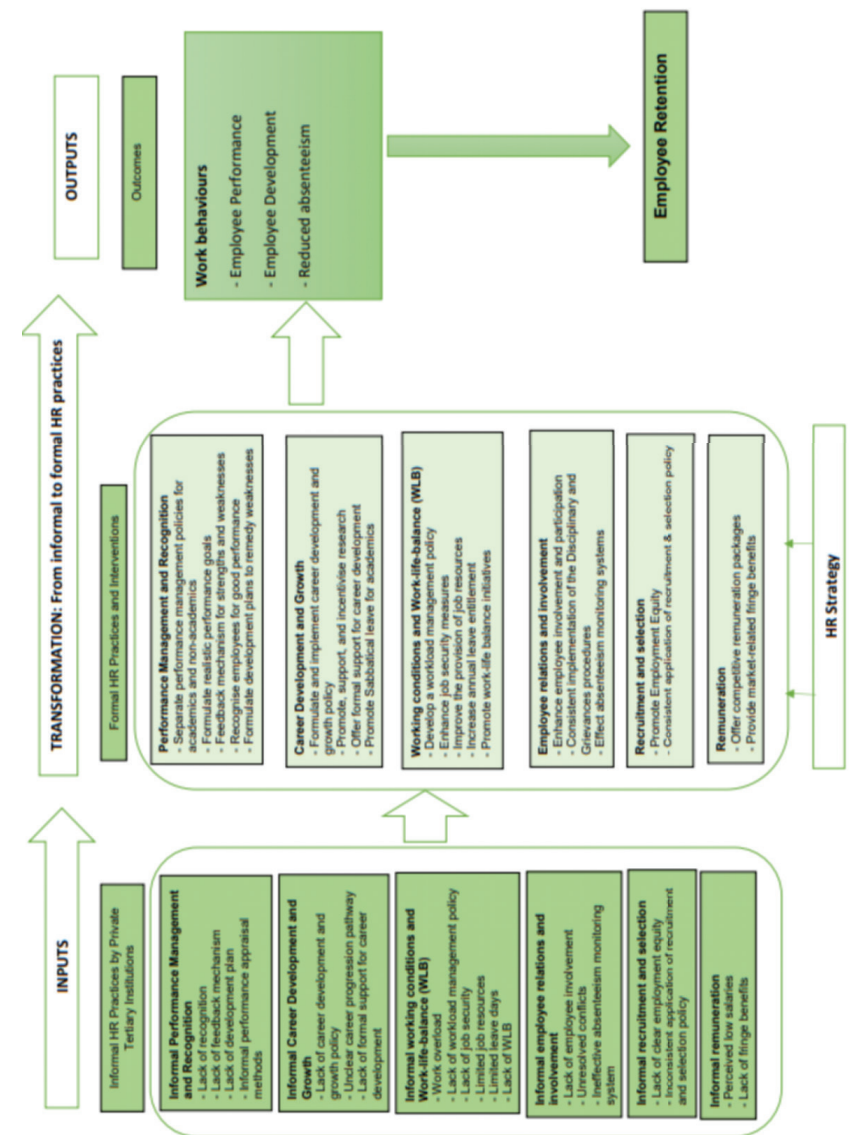 INPUTS
TRANSFORMATION: From informal to formal HR practices
OUTPUTS
Informal HR Practices by Private
Tertiary Institutions
Informal Performance Management
and Recognition
- Lack of recognition
- Lack of feedback mechanism
- Lack of development plan
- Informal performance appraisal
methods
Informal Career Development and
Growth
- Lack of career development and
growth policy
- Unclear career progression pathway
- Lack of formal support for career
development
Informal working conditions and
Work-life-balance (WLB)
- Work overload
- Lack of workload management policy
- Lack of job security
- Limited job resources
- Limited leave days
- Lack of WLB
Informal employee relations and
involvement
- Lack of employee involvement
- Unresolved conflicts
- Ineffective absenteeism monitoring
system
Informal recruitment and selection
- Lack of clear employment equity
- Inconsistent application of recruitment
and selection policy
Informal remuneration
- Perceived low salaries
- Lack of fringe benefits
Formal HR Practices and Interventions
Performance Management and Recognition
- Separate performance management policies for
academics and non-academics
- Formulate realistic performance goals
- Feedback mechanism for strengths and weaknesses
- Recognise employees for good performance
- Formulate development plans to remedy weaknesses
Career Development and Growth
- Formulate and implement career development and
growth policy
- Promote, support, and incentivise research
- Offer formal support for career development
- Promote Sabbatical leave for academics
Working conditions and Work-life-balance (WLB)
- Develop a workload management policy
- Enhance job security measures
- Improve the provision of job resources
- Increase annual leave entitlement
- Promote work-life balance initiatives
Employee relations and involvement
- Enhance employee involvement and participation
- Consistent implementation of the Disciplinary and
Grievances procedures
- Effect absenteeism monitoring systems
Recruitment and selection
- Promote Employment Equity
- Consistent application of recruitment & selection policy
Remuneration
- Offer competitive remuneration packages
- Provide market-related fringe benefits
HR Strategy
Outcomes
Work behaviours
- Employee Performance
- Employee Development
- Reduced absenteeism
Employee Retention